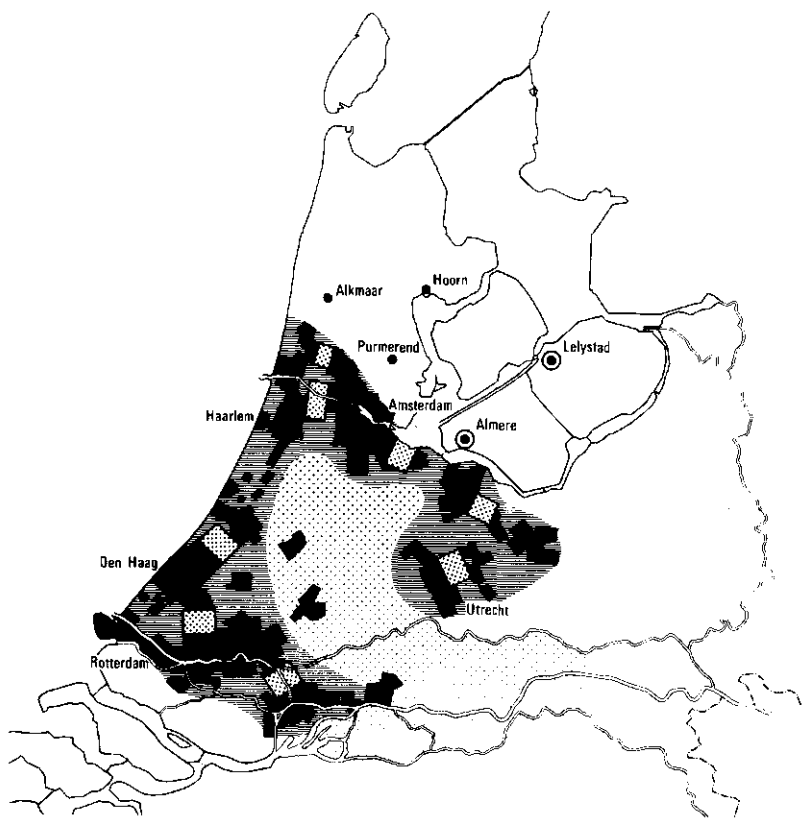 Hoorn
Alkmaar
Purmerend
Lelystad
Amsterdam
Haarlem
Almere
Den Haag
Utrecht
Rotterdam